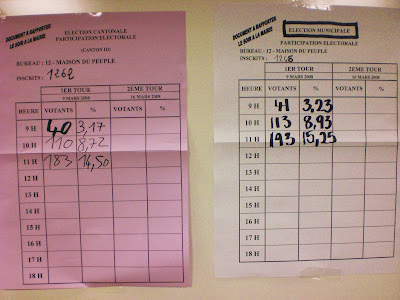 DOCUMENT A RAPPORTER
LE SOIR A LA MAIRIE
ELECTION CANTONALE
PARTICIPATION ELECTORALE
(CANTON III)
BUREAU : 12 - MAISON DU PEUPLE
INSCRITS : 1262
1ER TOUR 2EME TOUR
9 MARS 2008 16 MARS 2008
HEURE VOTANTS % VOTANTS %
9 H 40 3,17
10 H 110 8,72
11 H 183 14,50
12 H
13 H
14 H
15 H
16 H
17 H
18 H
DOCUMENT A RAPPORTER
LE SOIR A LA MAIRIE
ELECTION MUNICIPALE
PARTICIPATION ELECTORALE
BUREAU : 12 - MAISON DU PEUPLE
INSCRITS :
1ER TOUR 2EME TOUR
9 MARS 2008 16 MARS 2008
HEURE VOTANTS % VOTANTS %
9 H 41 3,23
10 H 113 8,93
11 H 193 15,25
12 H
13 H
14 H
15 H
16 H
17 H
18 H